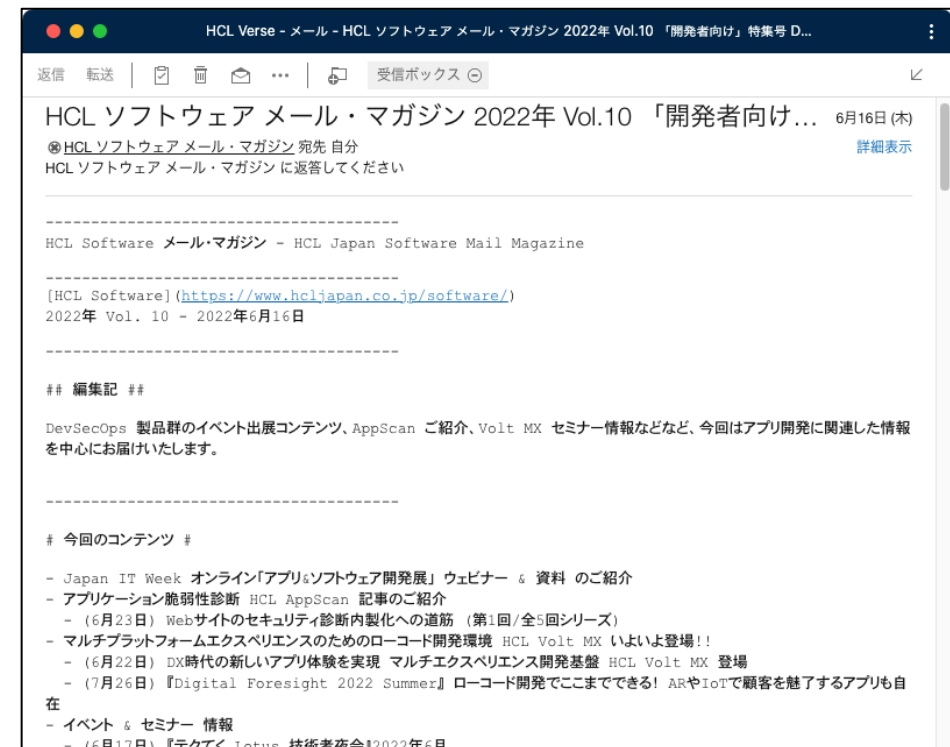 HCL Verse - メール - HCL ソフトウェア メール・マガジン 2022年 Vol.10 「開発者向け」特集号 D...
返信 転送 受信ボックス
HCL ソフトウェア メール・マガジン 2022年 Vol.10 「開発者向け... 6月16日 (木)
HCL ソフトウェア メール・マガジン 宛先 自分 詳細表示
HCL ソフトウェア メール・マガジン に返答してください
---------------------------------------
HCL Software メール・マガジン - HCL Japan Software Mail Magazine
---------------------------------------
[HCL Software](https://www.hcljapan.co.jp/software/)
2022年 Vol. 10 - 2022年6月16日
---------------------------------------
## 編集記 ##
DevSecOps 製品群のイベント出展コンテンツ、AppScan ご紹介、Volt MX セミナー情報などなど、今回はアプリ開発に関連した情報
を中心にお届けいたします。
---------------------------------------
# 今回のコンテンツ #
- Japan IT Week オンライン「アプリ&ソフトウェア開発展」 ウェビナー & 資料 のご紹介
- アプリケーション脆弱性診断 HCL AppScan 記事のご紹介
- (6月23日) Webサイトのセキュリティ診断内製化への道筋 (第1回/全5回シリーズ)
- マルチプラットフォームエクスペリエンスのためのローコード開発環境 HCL Volt MX いよいよ登場!!
- (6月22日) DX時代の新しいアプリ体験を実現 マルチエクスペリエンス開発基盤 HCL Volt MX 登場
- (7月26日) 『Digital Foresight 2022 Summer』 ローコード開発でここまでできる! ARやIoTで顧客を魅了するアプリも自
在
- イベント & セミナー 情報
- (6月17日) 『テクてく Lotus 技術者夜会』2022年6月